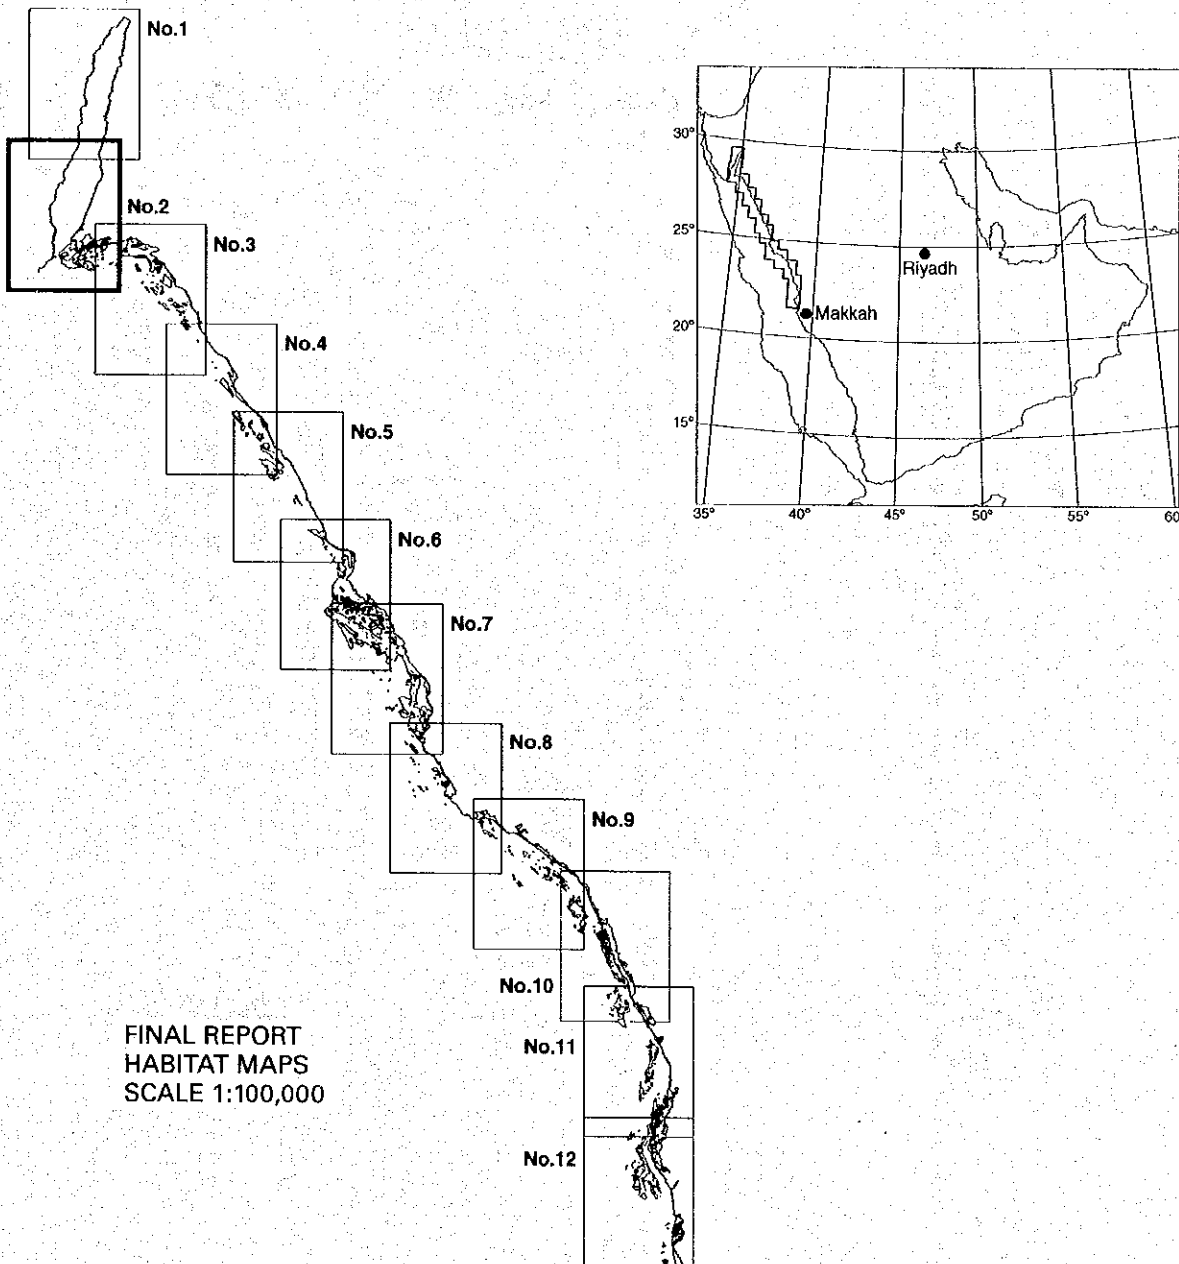 No.1
No.2
No.3
No.4
No.5
No.6
No.7
No.8
No.9
No.10
No.11
No.12
FINAL REPORT
HABITAT MAPS
SCALE 1:100,000
30°
25°
20°
15°
35°
40°
45°
50°
55°
60
Riyadh
Makkah